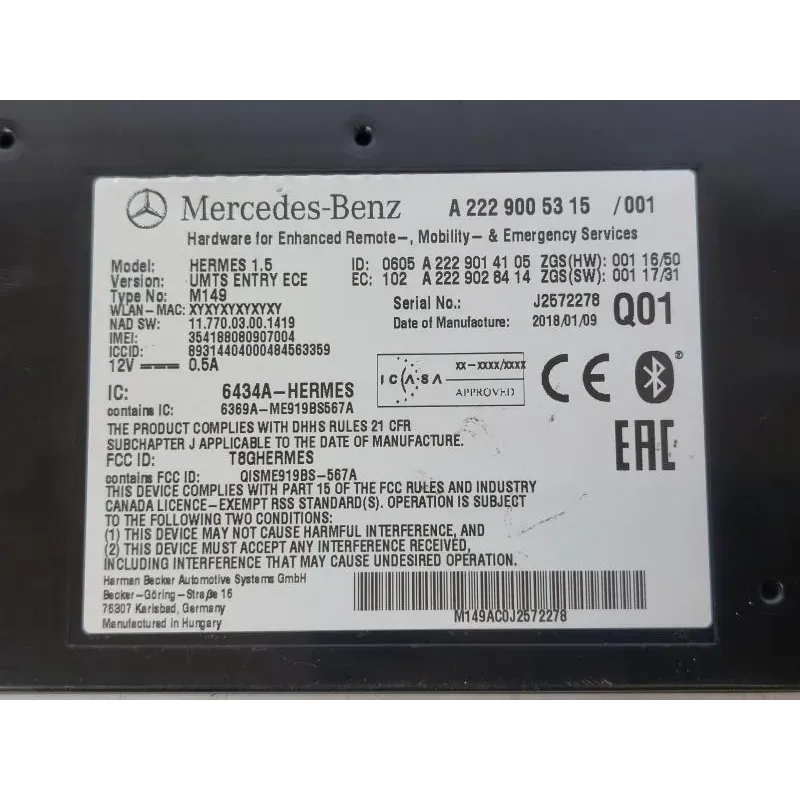 Mercedes-Benz A 222 900 53 15 /001
Hardware for Enhanced Remote-, Mobility- & Emergency Services
Model: HERMES 1.5 ID: 0605 A 222 901 41 05 ZGS(HW): 001 16/50
Version: UMTS ENTRY ECE EC: 102 A 222 902 84 14 ZGS(SW): 001 17/31
Type No: M149
WLAN-MAC: XYXYXYXYXYXY Serial No.: J2572278 Q01
NAD SW: 11.770.03.00.1419 Date of Manufacture: 2018/01/09
IMEI: 354188080907004
ICCID: 89314404000484563359
12V 0.5A
ICASA xx-xxxx/xxxx APPROVED CE ®
IC: 6434A-HERMES
contains IC: 6369A-ME919BS567A
THE PRODUCT COMPLIES WITH DHHS RULES 21 CFR
SUBCHAPTER J APPLICABLE TO THE DATE OF MANUFACTURE.
EAC
FCC ID: T8GHERMES
contains FCC ID: QISME919BS-567A
THIS DEVICE COMPLIES WITH PART 15 OF THE FCC RULES AND INDUSTRY
CANADA LICENCE-EXEMPT RSS STANDARD(S). OPERATION IS SUBJECT
TO THE FOLLOWING TWO CONDITIONS:
(1) THIS DEVICE MAY NOT CAUSE HARMFUL INTERFERENCE, AND
(2) THIS DEVICE MUST ACCEPT ANY INTERFERENCE RECEIVED,
INCLUDING INTERFERENCE THAT MAY CAUSE UNDESIRED OPERATION.
Harman Becker Automotive Systems GmbH
Becker-Göring-Straße 16
76307 Karlsbad, Germany
Manufactured in Hungary
M149AC0J2572278